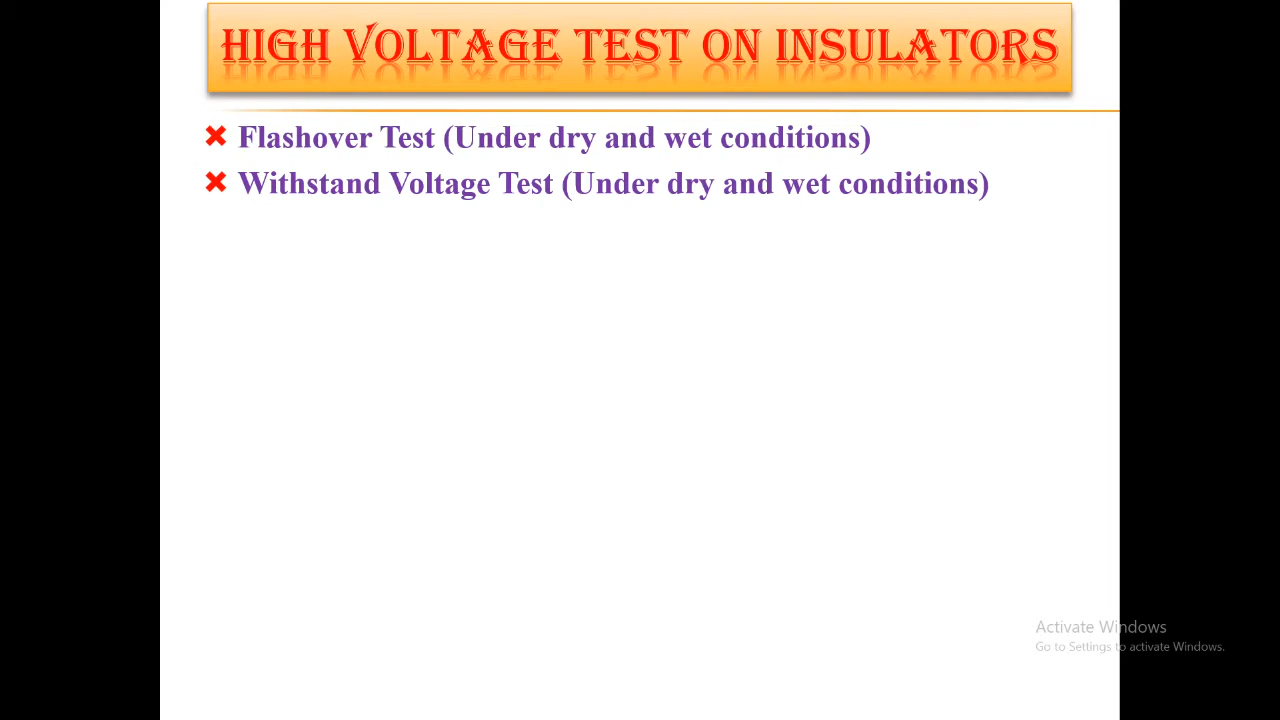 HIGH VOLTAGE TEST ON INSULATORS
Flashover Test (Under dry and wet conditions)
Withstand Voltage Test (Under dry and wet conditions)
Activate Windows
Go to Settings to activate Windows.